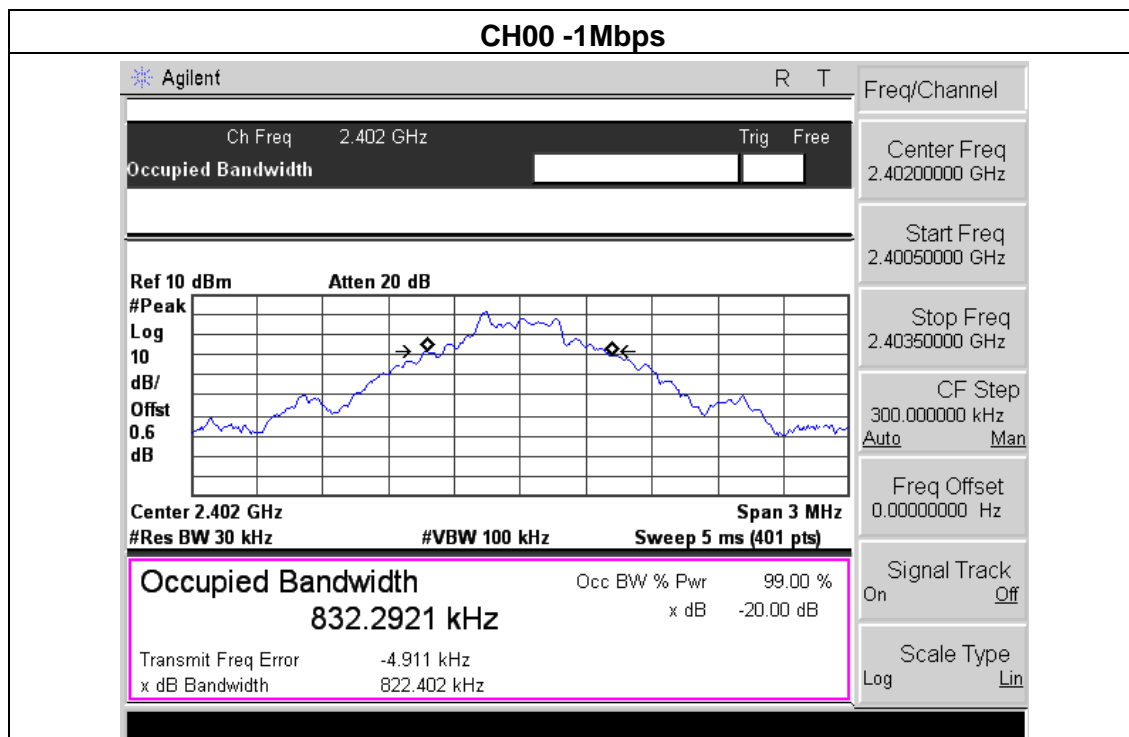 CH00 -1Mbps
Agilent R T
Ch Freq 2.402 GHz Trig Free
Occupied Bandwidth
Ref 10 dBm Atten 20 dB
#Peak
Log
10
dB/
Offst
0.6
dB
Center 2.402 GHz Span 3 MHz
#Res BW 30 kHz #VBW 100 kHz Sweep 5 ms (401 pts)
Occupied Bandwidth Occ BW % Pwr 99.00 %
832.2921 kHz x dB -20.00 dB
Transmit Freq Error -4.911 kHz
x dB Bandwidth 822.402 kHz
Freq/Channel
Center Freq
2.40200000 GHz
Start Freq
2.40050000 GHz
Stop Freq
2.40350000 GHz
CF Step
300.000000 kHz
Auto Man
Freq Offset
0.00000000 Hz
Signal Track
On Off
Scale Type
Log Lin